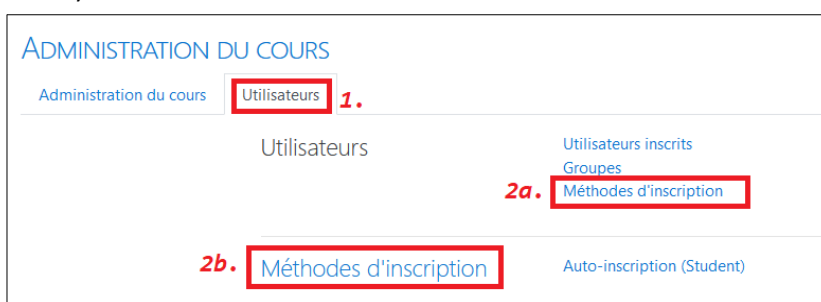 ADMINISTRATION DU COURS
Administration du cours Utilisateurs 1.
Utilisateurs Utilisateurs inscrits
Groupes
2a. Méthodes d'inscription
2b. Méthodes d'inscription Auto-inscription (Student)